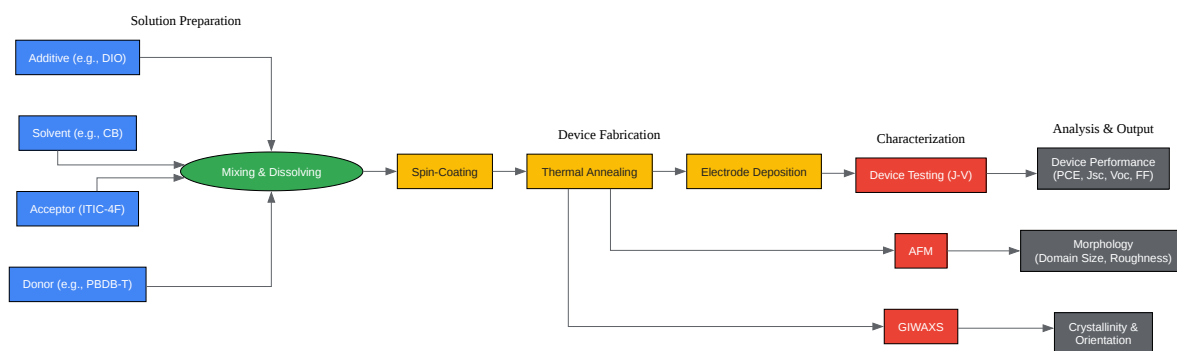 Solution Preparation
Additive (e.g., DIO)
Solvent (e.g., CB)
Acceptor (ITIC-4F)
Donor (e.g., PBDB-T)
Mixing & Dissolving
Device Fabrication
Spin-Coating
Thermal Annealing
Electrode Deposition
Characterization
Device Testing (J-V)
AFM
GIWAXS
Analysis & Output
Device Performance
(PCE, Jsc, Voc, FF)
Morphology
(Domain Size, Roughness)
Crystallinity &
Orientation